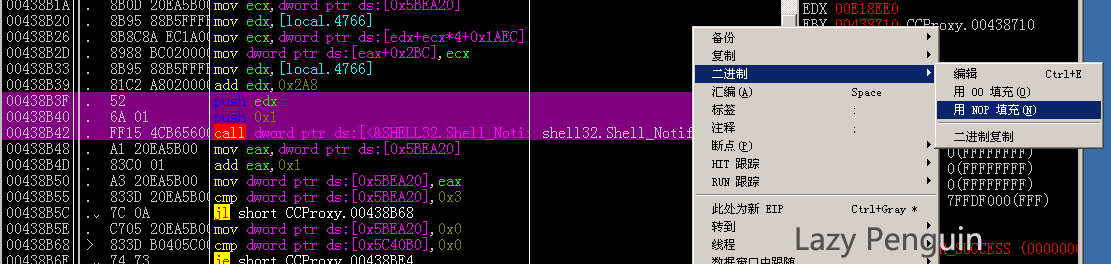 00438B1A . 8B0D 20EA5B00 mov ecx,dword ptr ds:[0x5BEA20]
00438B20 . 8B95 88B5FFFF mov edx,[local.4766]
00438B26 . 8B8C8A EC1A00 mov ecx,dword ptr ds:[edx+ecx*4+0x1AEC]
00438B2D . 8988 BC020000 mov dword ptr ds:[eax+0x2BC],ecx
00438B33 . 8B95 88B5FFFF mov edx,[local.4766]
00438B39 . 81C2 A8020000 add edx,0x2A8
00438B3F . 52 push edx
00438B40 . 6A 01 push 0x1
00438B42 . FF15 4CB65600 call dword ptr ds:[<&SHELL32.Shell_Notif shell32.Shell_Notif
00438B48 . A1 20EA5B00 mov eax,dword ptr ds:[0x5BEA20]
00438B4D . 83C0 01 add eax,0x1
00438B50 . A3 20EA5B00 mov dword ptr ds:[0x5BEA20],eax
00438B55 . 833D 20EA5B00 cmp dword ptr ds:[0x5BEA20],0x3
00438B5C . 7C 0A jl short CCProxy.00438B68
00438B5E . C705 20EA5B00 mov dword ptr ds:[0x5BEA20],0x0
00438B68 > 833D B0405C00 cmp dword ptr ds:[0x5C40B0],0x0
00438B6F . 74 73 je short CCProxy.00438BE4
EDX 00E18EE0
EBX 00438710 CCProxy.00438710
备份
复制
二进制
汇编(A) Space
标签 :
注释 ;
断点(P)
HIT 跟踪
RUN 跟踪
此处为新 EIP Ctrl+Gray *
转到
线程
数据窗口中跟随
编辑 Ctrl+E
用 00 填充(Q)
用 NOP 填充(N)
二进制复制
0(FFFFFFFF)
0(FFFFFFFF)
0(FFFFFFFF)
7FFDF000(FFF)
R_SUCCESS (0000000
Lazy Penguin